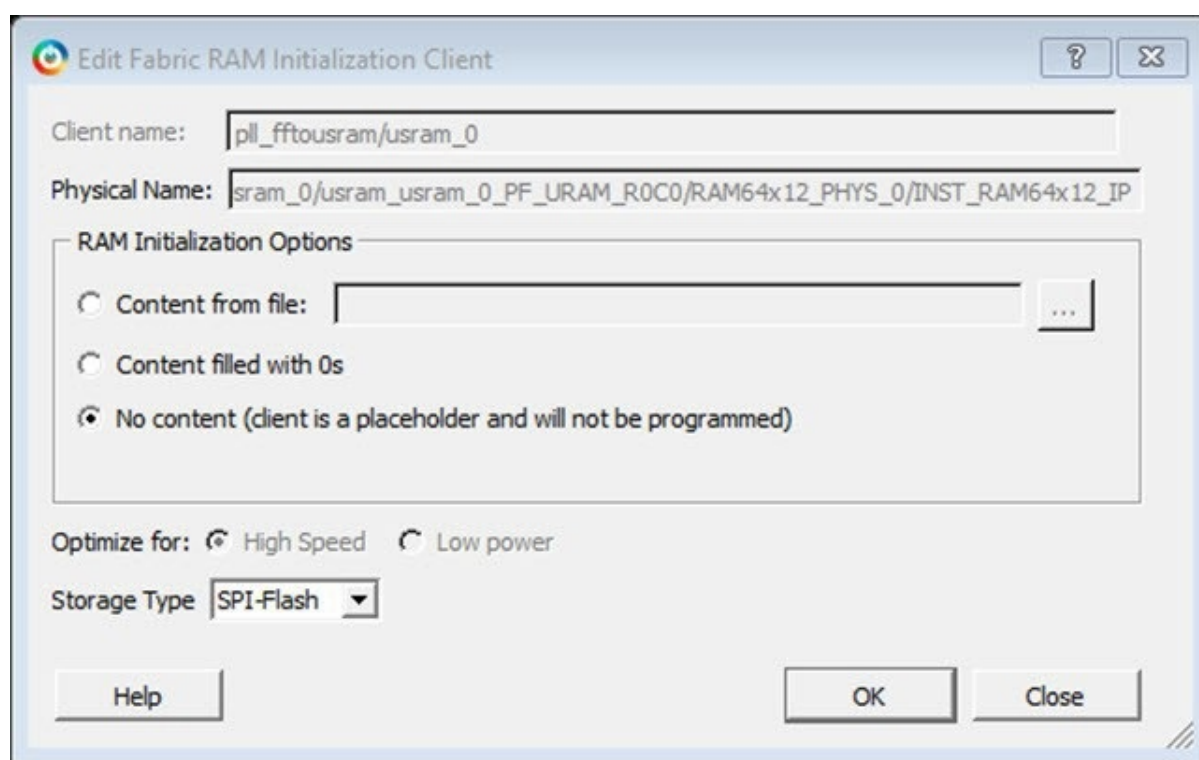 Edit Fabric RAM Initialization Client
Client name: pll_fftousram/usram_0
Physical Name: sram_0/usram_usram_0_PF_URAM_R0C0/RAM64x12_PHYS_0/INST_RAM64x12_IP
RAM Initialization Options
Content from file: ...
Content filled with 0s
No content (client is a placeholder and will not be programmed)
Optimize for: High Speed Low power
Storage Type SPI-Flash
Help OK Close